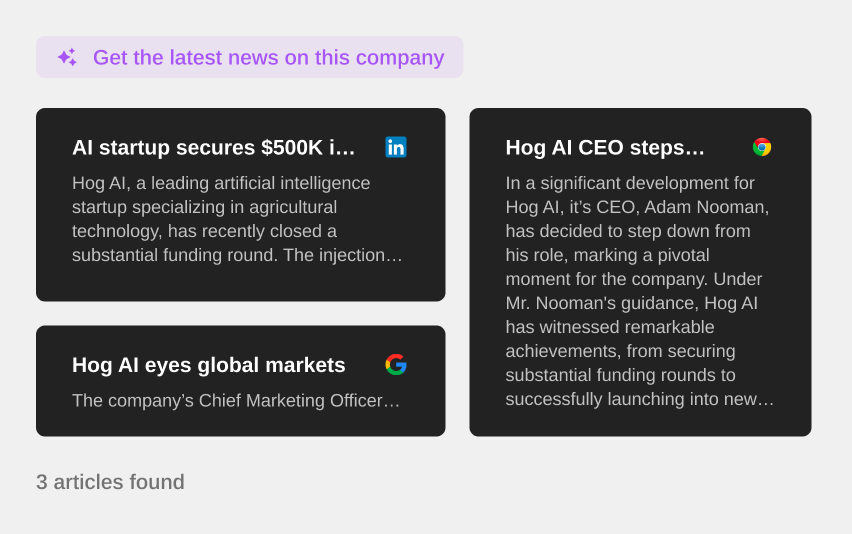 Get the latest news on this company
AI startup secures $500K i…
Hog AI, a leading artificial intelligence
startup specializing in agricultural
technology, has recently closed a
substantial funding round. The injection…
Hog AI eyes global markets
The company’s Chief Marketing Officer…
Hog AI CEO steps…
In a significant development for
Hog AI, it’s CEO, Adam Nooman,
has decided to step down from
his role, marking a pivotal
moment for the company. Under
Mr. Nooman's guidance, Hog AI
has witnessed remarkable
achievements, from securing
substantial funding rounds to
successfully launching into new…
3 articles found